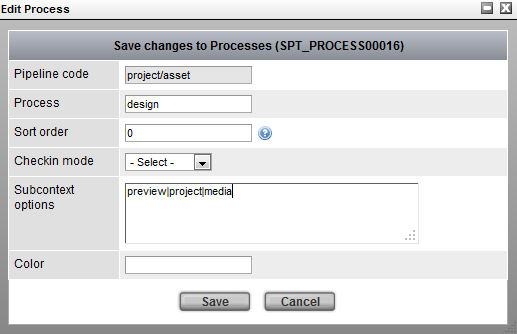 Edit Process
Save changes to Processes (SPT_PROCESS00016)
Pipeline code
project/asset
Process
design
Sort order
0
?
Checkin mode
- Select -
Subcontext
options
preview|project|media
Color
Save
Cancel